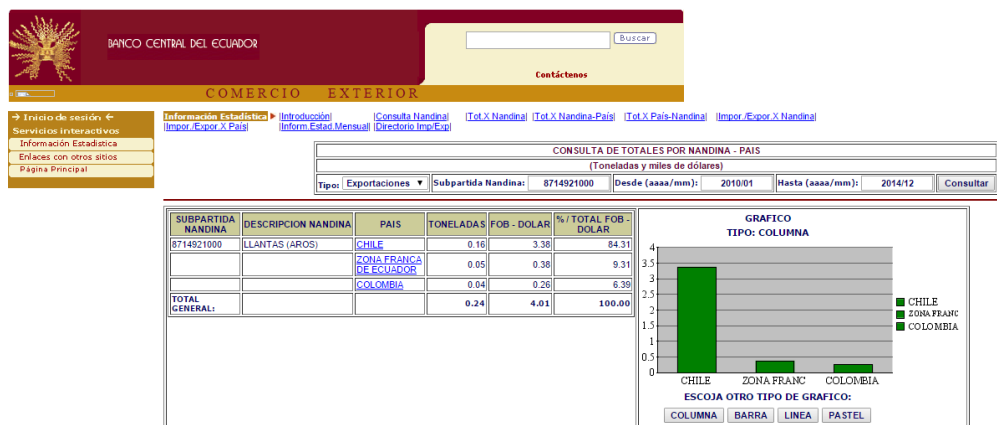 BANCO CENTRAL DEL ECUADOR
Buscar
Contáctenos
COMERCIO EXTERIOR
→ Inicio de sesión ←
Servicios interactivos
Información Estadistica
Enlaces con otros sitios
Página Principal
Información Estadística |Introducción| |Consulta Nandina| |Tot.X Nandina| |Tot.X Nandina-País| |Tot.X País-Nandina| |Impor./Expor.X Nandina|
|Impor./Expor.X País| |Inform.Estad.Mensual| |Directorio Imp/Exp|
CONSULTA DE TOTALES POR NANDINA - PAIS
(Toneladas y miles de dólares)
Tipo: Exportaciones ▼ Subpartida Nandina: 8714921000 Desde (aaaa/mm): 2010/01 Hasta (aaaa/mm): 2014/12 Consultar
SUBPARTIDA NANDINA DESCRIPCION NANDINA PAIS TONELADAS FOB - DOLAR % / TOTAL FOB - DOLAR
8714921000 LLANTAS (AROS) CHILE 0.16 3.38 84.31
ZONA FRANCA DE ECUADOR 0.05 0.38 9.31
COLOMBIA 0.04 0.26 6.39
TOTAL GENERAL: 0.24 4.01 100.00
GRAFICO
TIPO: COLUMNA
4
3.5
3
2.5
2
1.5
1
0.5
0
CHILE ZONA FRANC COLOMBIA
CHILE
ZONA FRANC
COLOMBIA
ESCOJA OTRO TIPO DE GRAFICO:
COLUMNA BARRA LINEA PASTEL